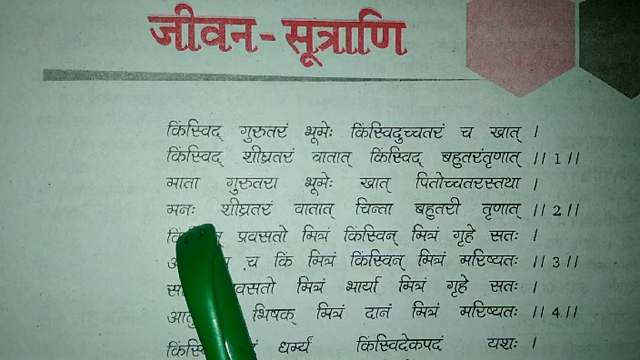 जीवन - सूत्राणि
किंस्विद् गुरुतरं भूमेः किंस्विदुच्चतरं च खात् ।
किंस्विद् शीघ्रतरं वातात् किंस्विद् बहुतरंतृणात् ।। 1 ।।
माता गुरुतरा भूमेः खात् पितोच्चतरस्तथा ।
मनः शीघ्रतरं वातात् चिन्ता बहुतरी तृणात् ।। 2 ।।
प्रवसतो मित्रं किंस्विन् मित्रं गृहे सतः ।
च किं मित्रं किंस्विन् मित्रं मरिष्यतः ।। 3 ।।
मित्रं भार्या मित्रं गृहे सतः ।
भिषक् मित्रं दानं मित्रं मरिष्यतः ।। 4 ।।
धर्म्यं किंस्विदेकपदं यशः ।